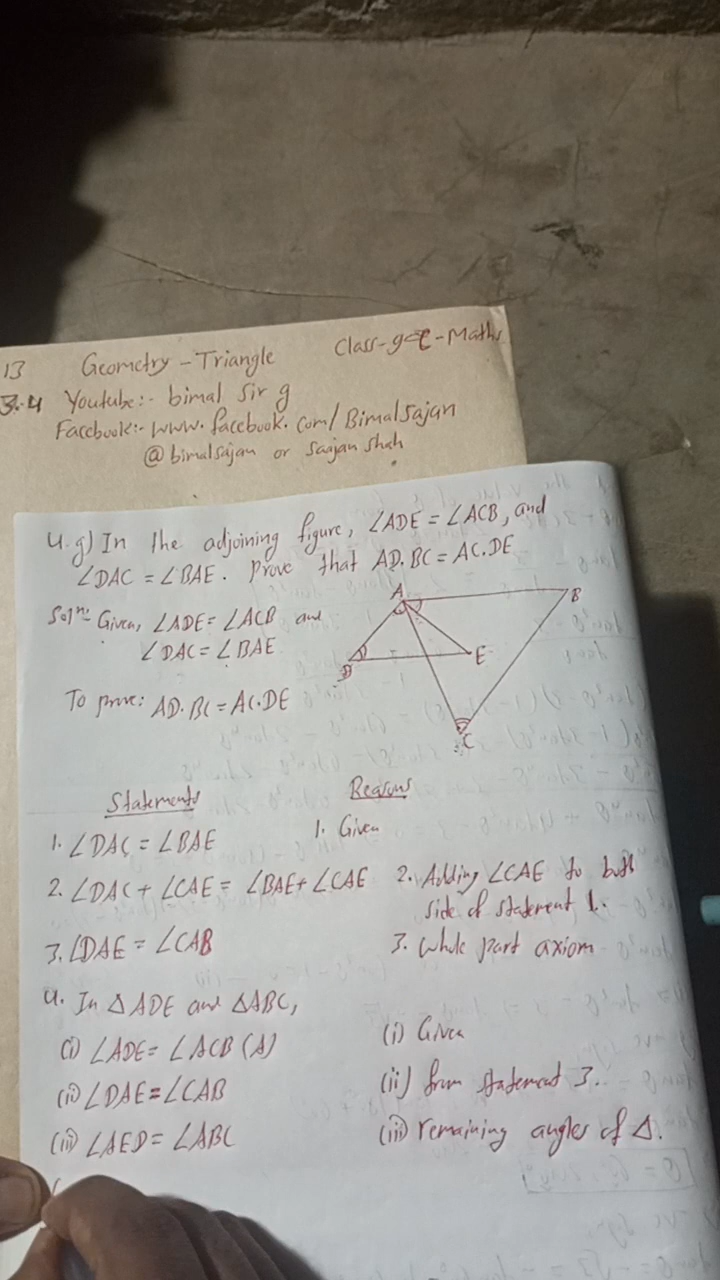 13 Geometry - Triangle Class-9 - Maths
3.4 Youtube:- bimal sir g
Facebook:- www.facebook.com/Bimalsajan
@bimalsajan or Sanjan Shah
4.g) In the adjoining figure, ∠ADE = ∠ACB, and
∠DAC = ∠BAE. Prove that AD.BC = AC.DE
Solⁿ: Given, ∠ADE = ∠ACB and
∠DAC = ∠BAE
To prove: AD.BC = AC.DE
A
B
D
E
C
Statements Reasons
1. ∠DAC = ∠BAE 1. Given
2. ∠DAC + ∠CAE = ∠BAE + ∠CAE 2. Adding ∠CAE to both
side of statement 1.
3. ∠DAE = ∠CAB 3. Whole part axiom
4. In △ADE and △ABC,
(i) ∠ADE = ∠ACB (A) (i) Given
(ii) ∠DAE = ∠CAB (ii) from statement 3.
(iii) ∠AED = ∠ABC (iii) remaining angles of △.